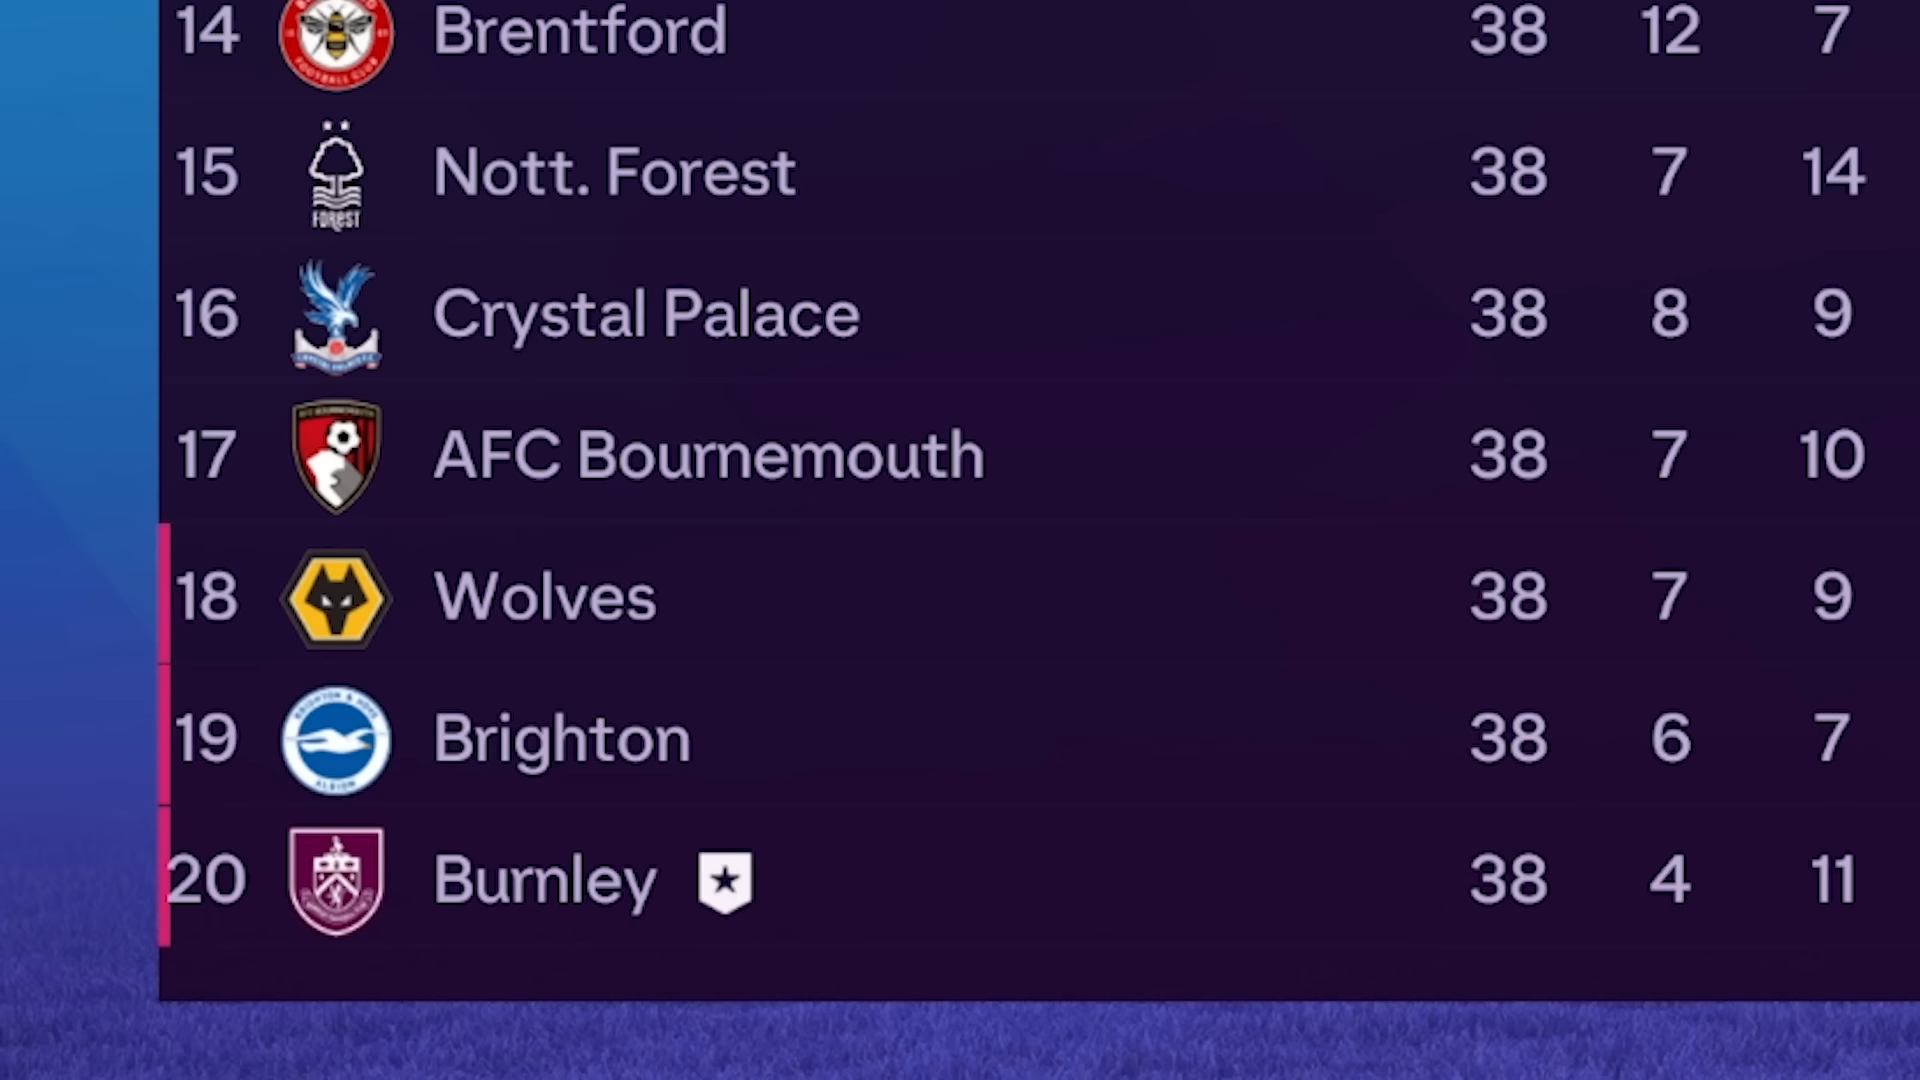 14 Brentford 38 12 7
15 FOREST Nott. Forest 38 7 14
16 Crystal Palace 38 8 9
17 AFC Bournemouth 38 7 10
18 Wolves 38 7 9
19 Brighton 38 6 7
20 Burnley 38 4 11